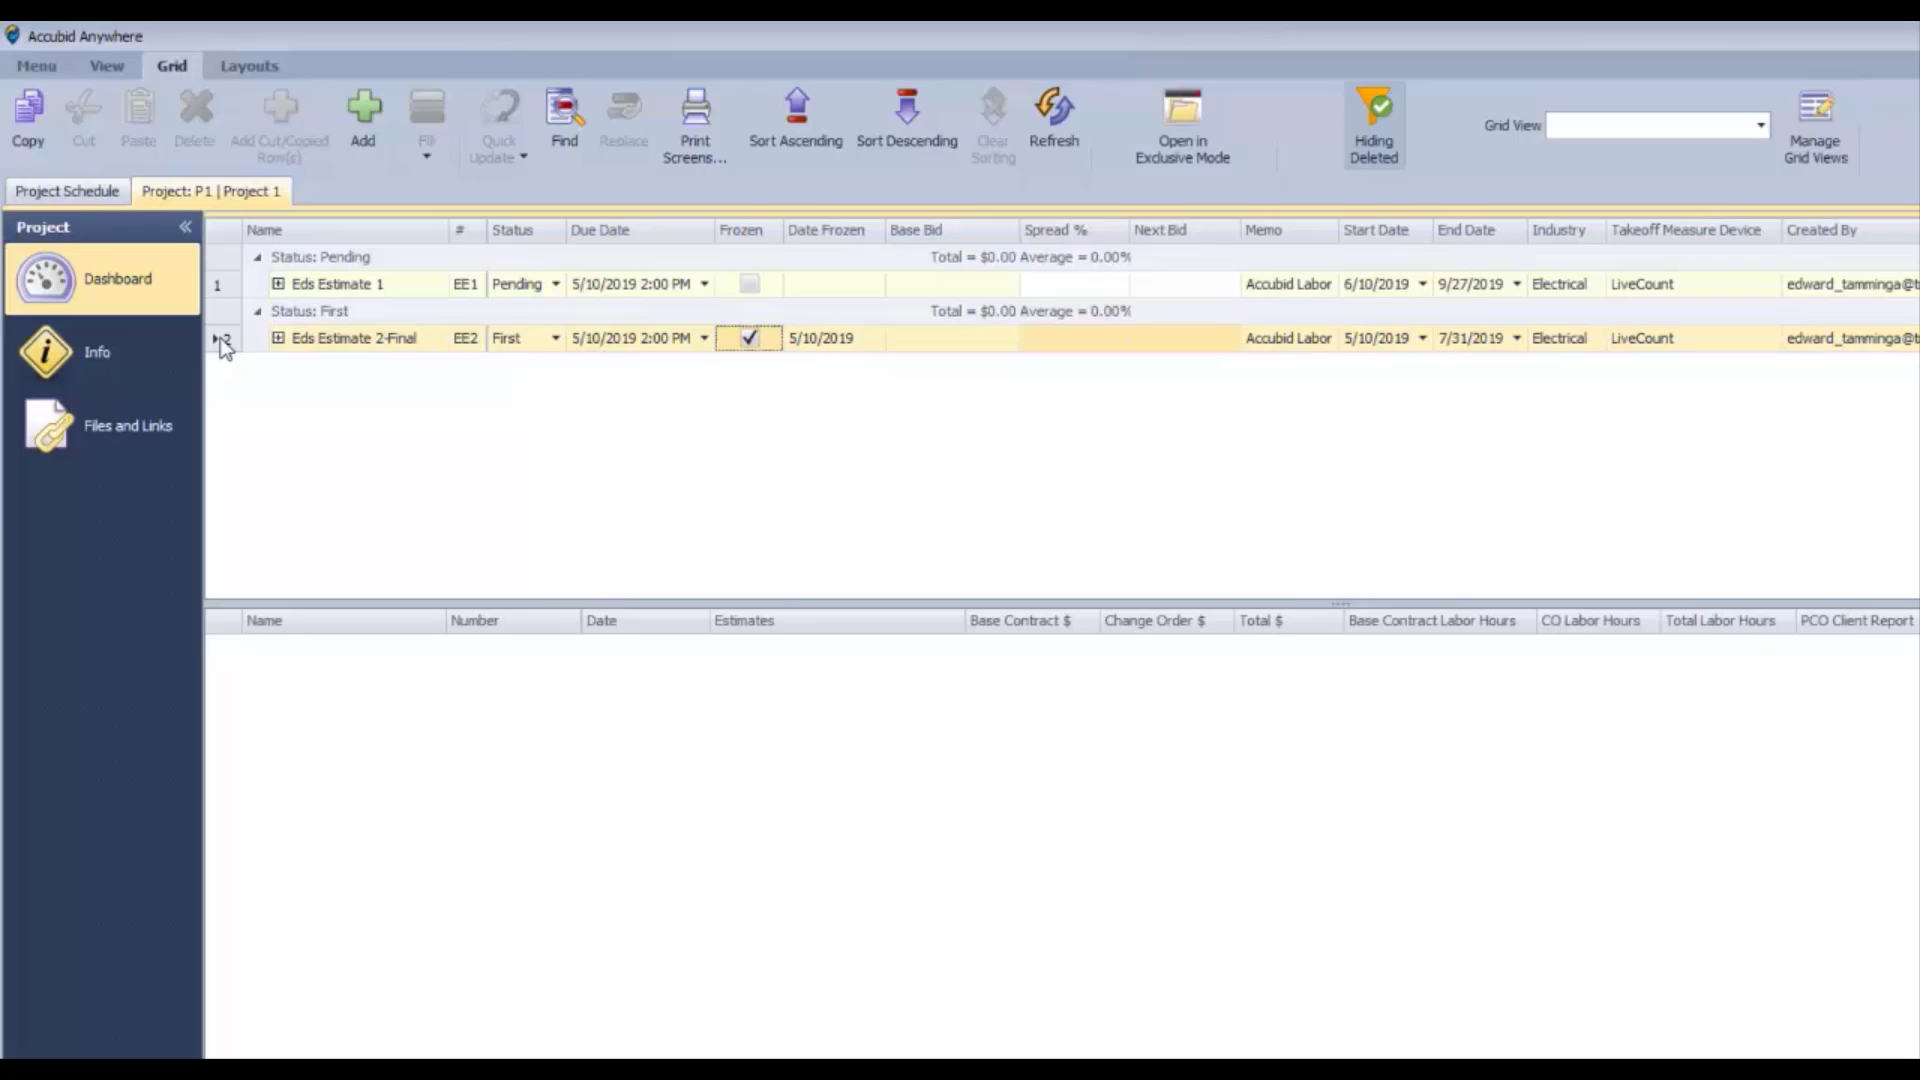 Accubid Anywhere
Menu View Grid Layouts
Copy Cut Paste Delete Add Cut/Copied Row(s) Add Fill Quick Update Find Replace Print Screens... Sort Ascending Sort Descending Clear Sorting Refresh Open in Exclusive Mode Hiding Deleted Grid View Manage Grid Views
Project Schedule Project: P1 | Project 1
Project «
Dashboard
Info
Files and Links
Name # Status Due Date Frozen Date Frozen Base Bid Spread % Next Bid Memo Start Date End Date Industry Takeoff Measure Device Created By
Status: Pending Total = $0.00 Average = 0.00%
1 Eds Estimate 1 EE1 Pending 5/10/2019 2:00 PM Accubid Labor 6/10/2019 9/27/2019 Electrical LiveCount edward_tamminga@t
Status: First Total = $0.00 Average = 0.00%
2 Eds Estimate 2-Final EE2 First 5/10/2019 2:00 PM 5/10/2019 Accubid Labor 5/10/2019 7/31/2019 Electrical LiveCount edward_tamminga@t
Name Number Date Estimates Base Contract $ Change Order $ Total $ Base Contract Labor Hours CO Labor Hours Total Labor Hours PCO Client Report